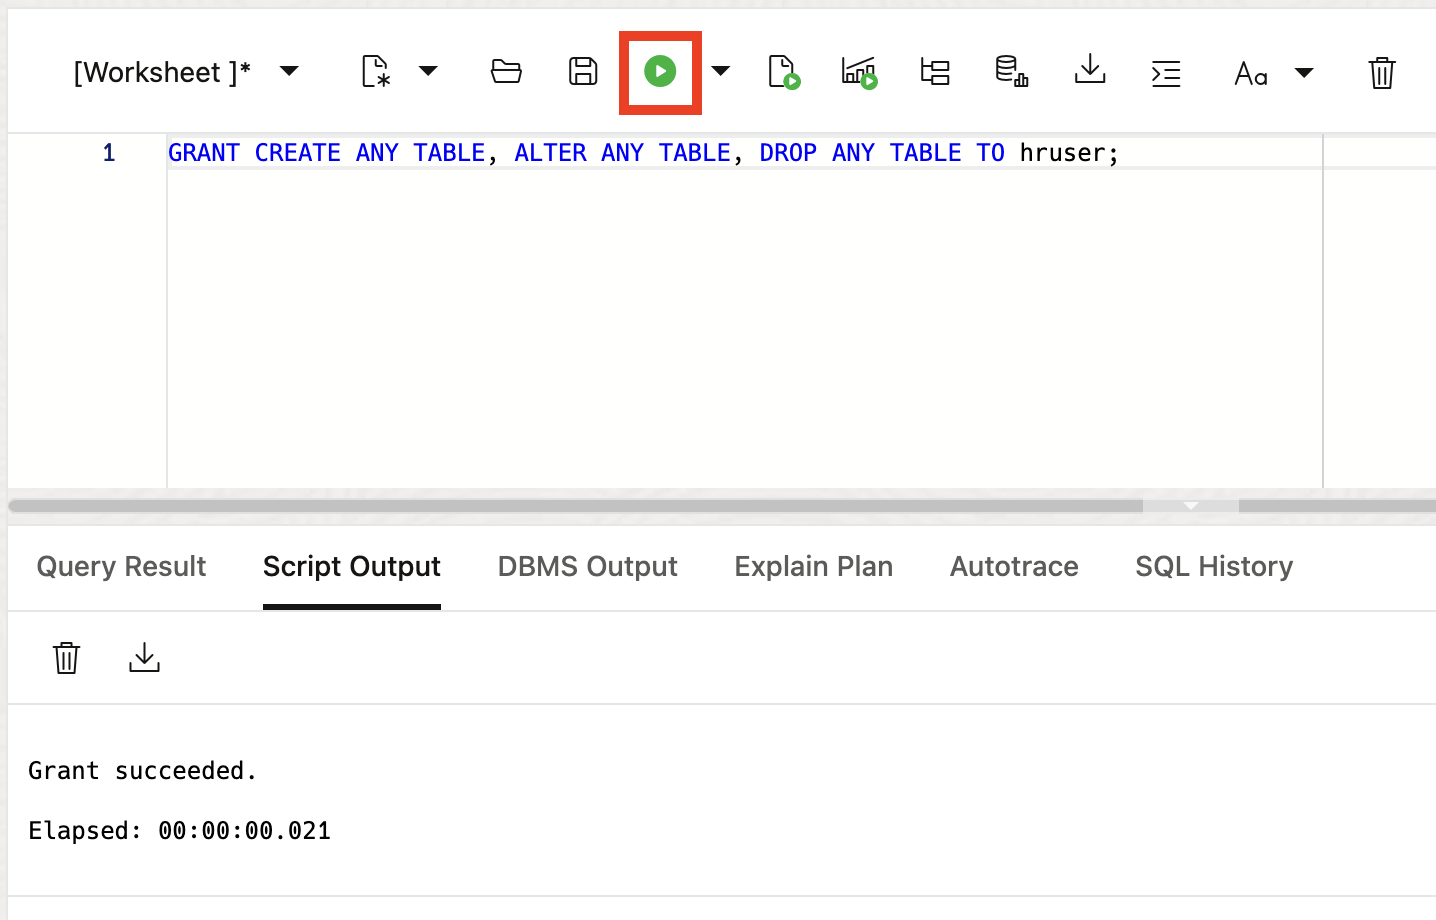 [Worksheet ]*
Aa
1 GRANT CREATE ANY TABLE, ALTER ANY TABLE, DROP ANY TABLE TO hruser;
Query Result Script Output DBMS Output Explain Plan Autotrace SQL History
Grant succeeded.
Elapsed: 00:00:00.021